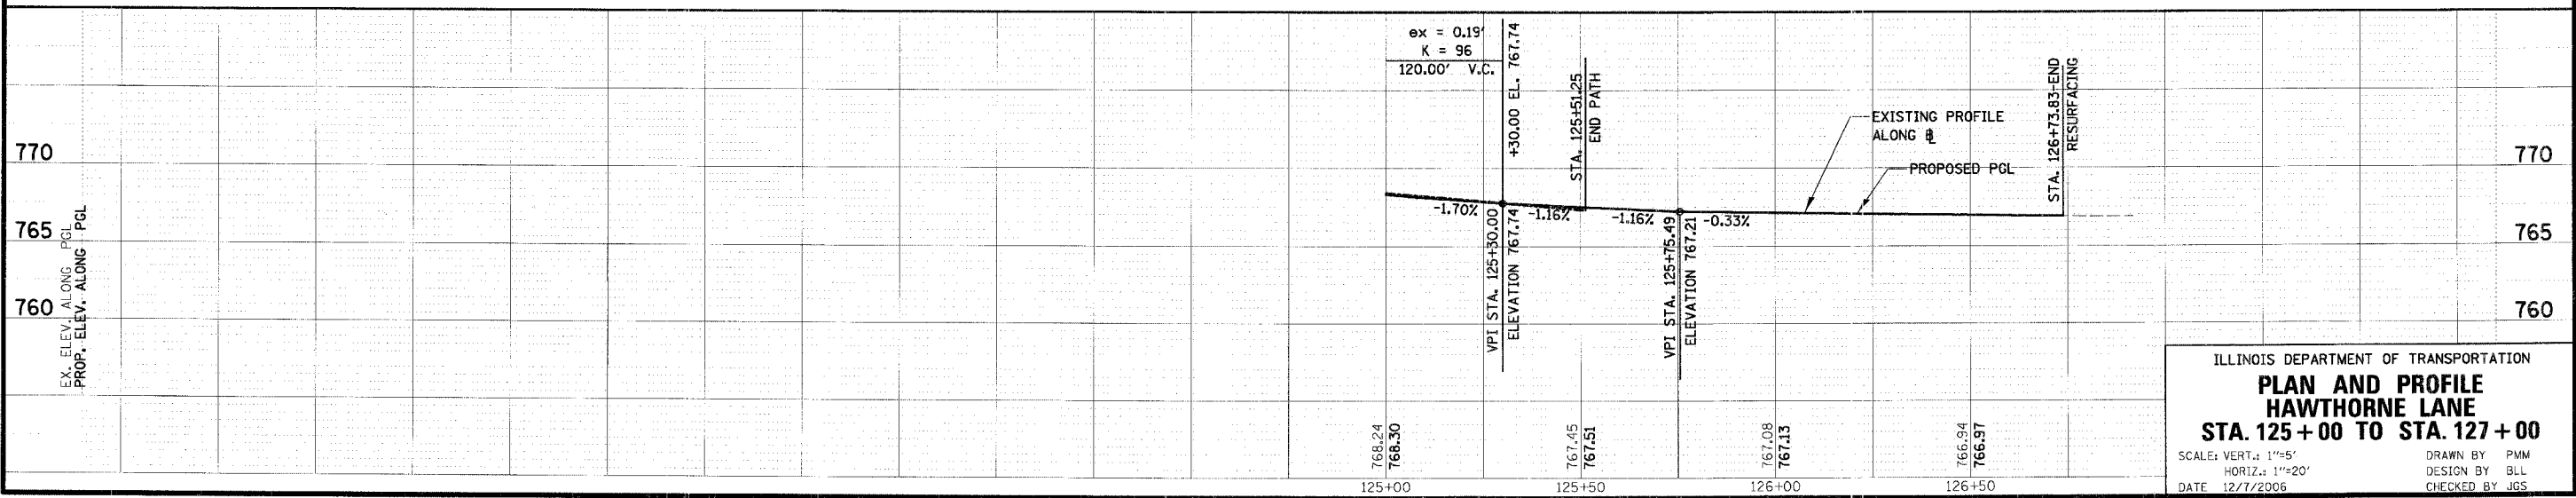 ex = 0.19'
K = 96
120.00' V.C.
+30.00 EL. 767.74
STA. 125+51.25
END PATH
EXISTING PROFILE
ALONG ℄
PROPOSED PGL
STA. 126+73.83-END
RESURFACING
770
770
765
765
760
760
EX. ELEV. ALONG PGL
PROP. ELEV. ALONG PGL
-1.70%
-1.16%
-1.16%
-0.33%
VPI STA. 125+30.00
ELEVATION 767.74
VPI STA. 125+75.49
ELEVATION 767.21
768.24
768.30
767.45
767.51
767.08
767.13
766.94
766.97
125+00
125+50
126+00
126+50
ILLINOIS DEPARTMENT OF TRANSPORTATION
PLAN AND PROFILE
HAWTHORNE LANE
STA. 125+00 TO STA. 127+00
SCALE: VERT.: 1"=5'
HORIZ.: 1"=20'
DATE 12/7/2006
DRAWN BY PMM
DESIGN BY BLL
CHECKED BY JGS